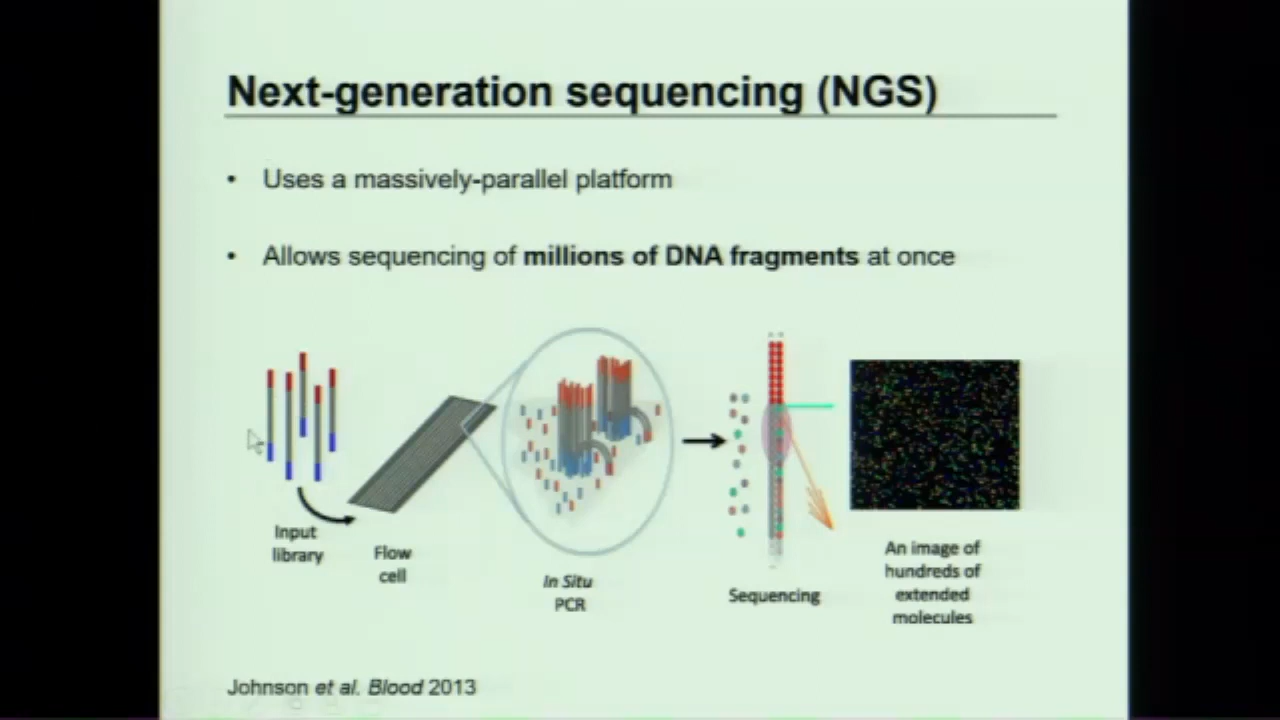 Next-generation sequencing (NGS)
• Uses a massively-parallel platform
• Allows sequencing of millions of DNA fragments at once
Input
library
Flow
cell
In Situ
PCR
Sequencing
An image of
hundreds of
extended
molecules
Johnson et al. Blood 2013